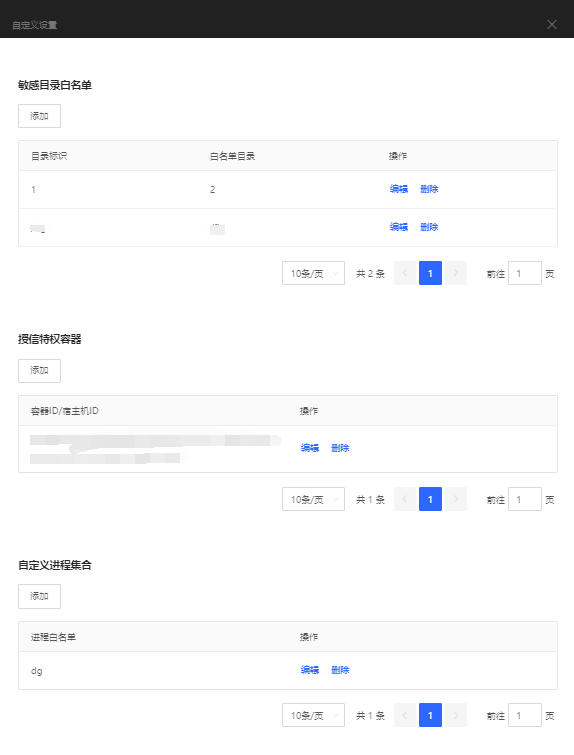 自定义设置
敏感目录白名单
添加
目录标识 白名单目录 操作
1 2 编辑 删除
编辑 删除
10条/页 共 2 条 1 前往 1 页
授信特权容器
添加
容器ID/宿主机ID 操作
编辑 删除
10条/页 共 1 条 1 前往 1 页
自定义进程集合
添加
进程白名单 操作
dg 编辑 删除
10条/页 共 1 条 1 前往 1 页